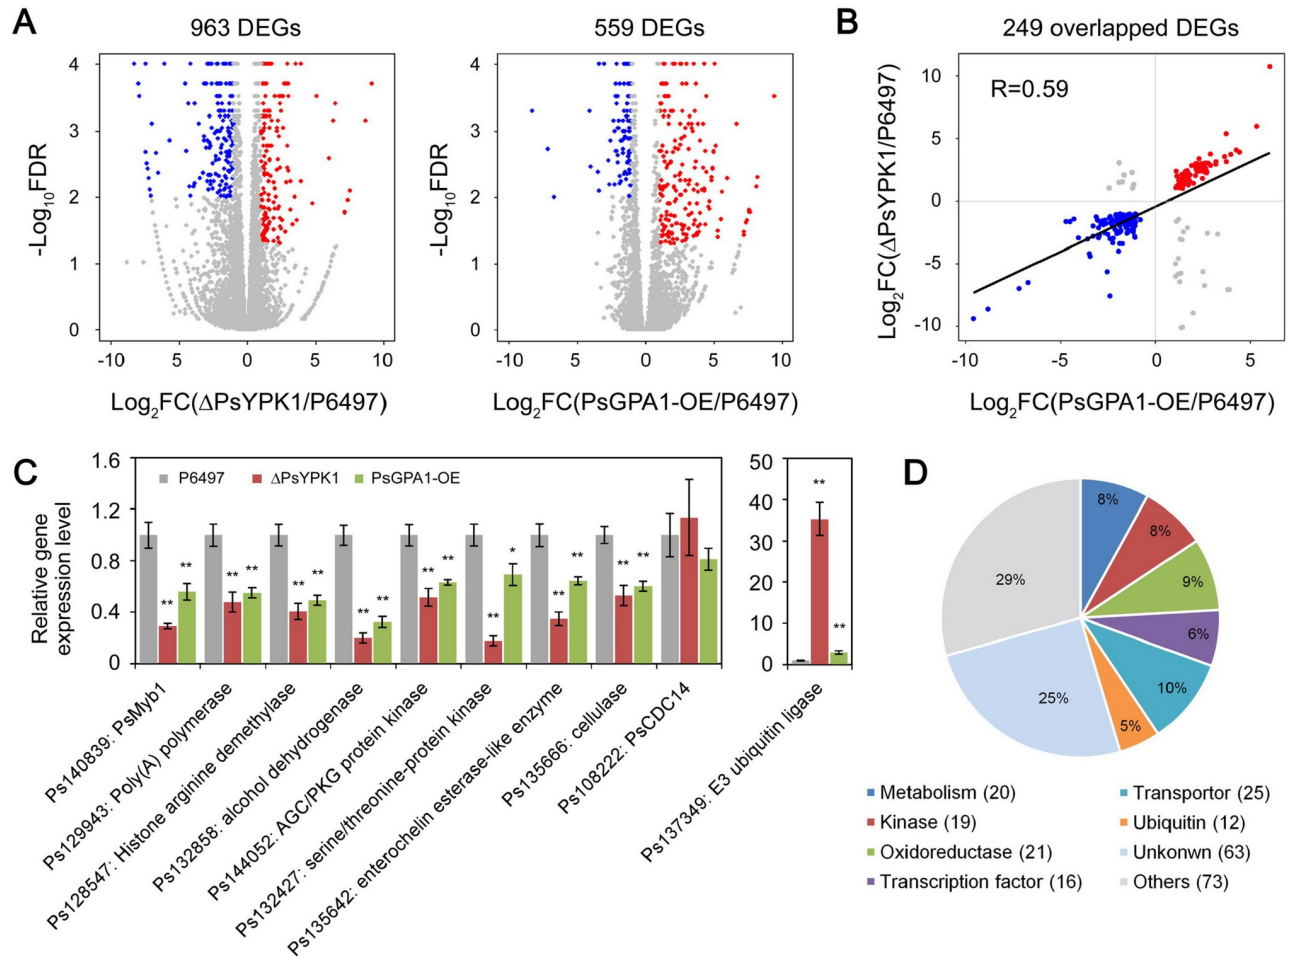 A
963 DEGs
559 DEGs
B
249 overlapped DEGs
4
3
2
1
0
-Log10FDR
-10
5
0
5
10
Log2FC(ΔPsYPK1/P6497)
4
3
2
1
0
-Log10FDR
-10
-5
0
5
10
Log2FC(PsGPA1-OE/P6497)
R=0.59
10
5
0
-5
-10
Log2FC(ΔPsYPK1/P6497)
-10
-5
0
5
Log2FC(PsGPA1-OE/P6497)
C
Relative gene
expression level
1.6
1.2
0.8
0.4
0
P6497
ΔPsYPK1
PsGPA1-OE
** ** ** ** ** ** ** ** ** ** ** * ** ** ** **
Ps140839: PsMyb1
Ps129943: Poly(A) polymerase
Ps128547: Histone arginine demethylase
Ps132858: alcohol dehydrogenase
Ps144052: AGC/PKG protein kinase
Ps132427: serine/threonine-protein kinase
Ps135642: enterochelin esterase-like enzyme
Ps135666: cellulase
Ps108222: PsCDC14
50
40
30
20
10
0
**
**
Ps137349: E3 ubiquitin ligase
D
8%
8%
9%
6%
10%
5%
25%
29%
Metabolism (20)
Kinase (19)
Oxidoreductase (21)
Transcription factor (16)
Transportor (25)
Ubiquitin (12)
Unkonwn (63)
Others (73)